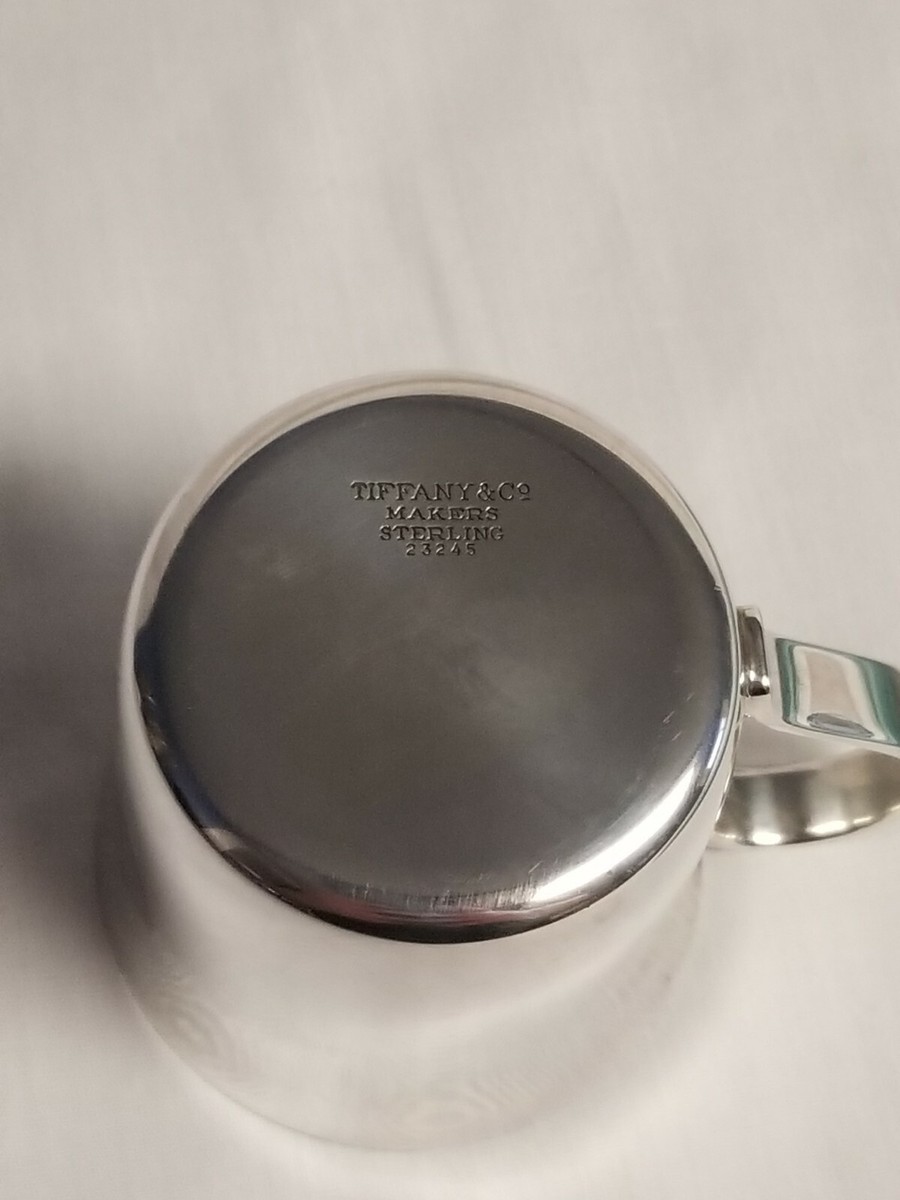 TIFFANY & Cº
MAKERS
STERLING
23245